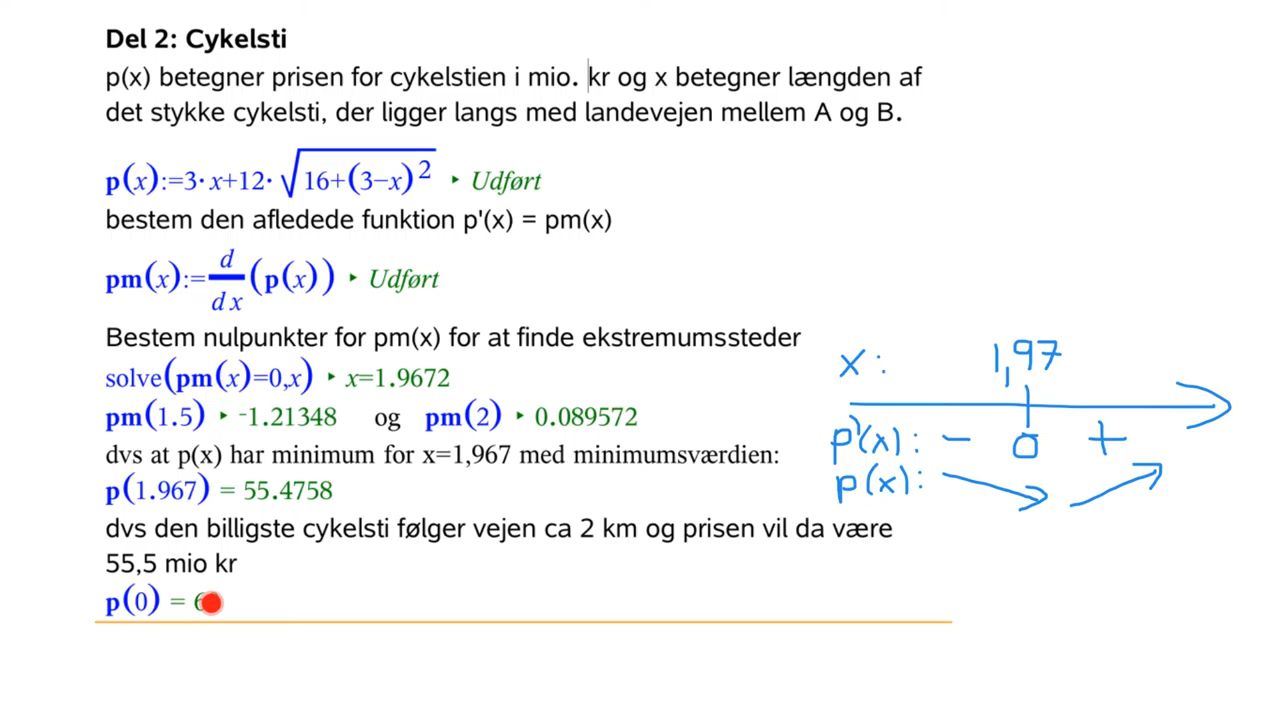 Del 2: Cykelsti
p(x) betegner prisen for cykelstien i mio. kr og x betegner længden af
det stykke cykelsti, der ligger langs med landevejen mellem A og B.
p(x):=3·x+12·√(16+(3−x)²) ▸ Udført
bestem den afledede funktion p'(x) = pm(x)
pm(x):=d/dx(p(x)) ▸ Udført
Bestem nulpunkter for pm(x) for at finde ekstremumssteder
solve(pm(x)=0,x) ▸ x=1.9672
pm(1.5) ▸ -1.21348 og pm(2) ▸ 0.089572
dvs at p(x) har minimum for x=1,967 med minimumsværdien:
p(1.967) = 55.4758
dvs den billigste cykelsti følger vejen ca 2 km og prisen vil da være
55,5 mio kr
p(0) =
x: 1,97
p'(x): − 0 +
p(x):